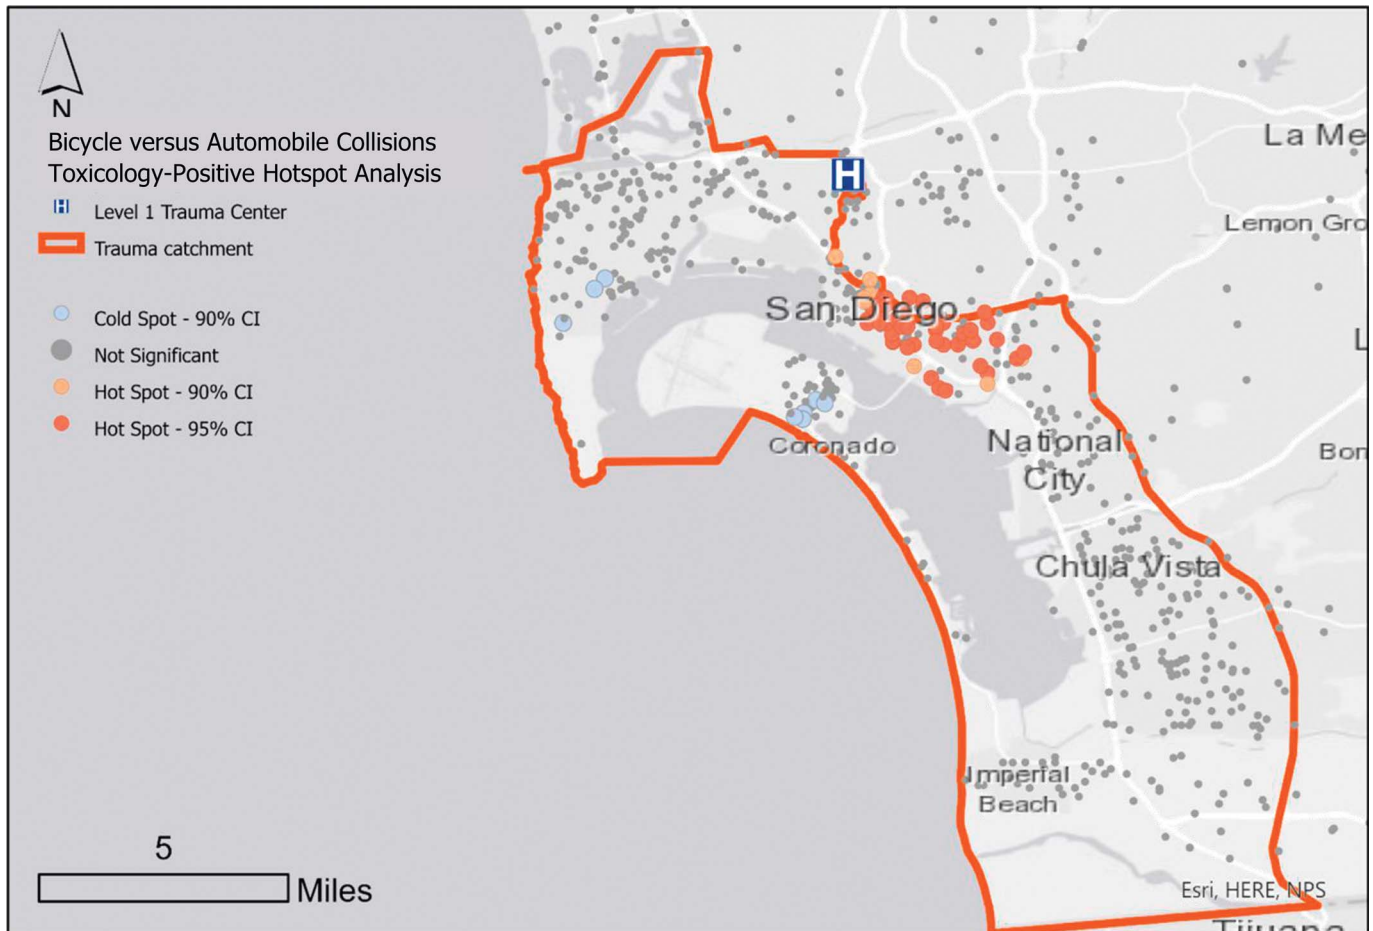 N
Bicycle versus Automobile Collisions
Toxicology-Positive Hotspot Analysis
H Level 1 Trauma Center
Trauma catchment
Cold Spot - 90% CI
Not Significant
Hot Spot - 90% CI
Hot Spot - 95% CI
La Me
H
Lemon Gro
San Diego
L
Coronado
National
City
Bon
Chula Vista
Imperial
Beach
5
Miles
Esri, HERE, NPS
Tijuana